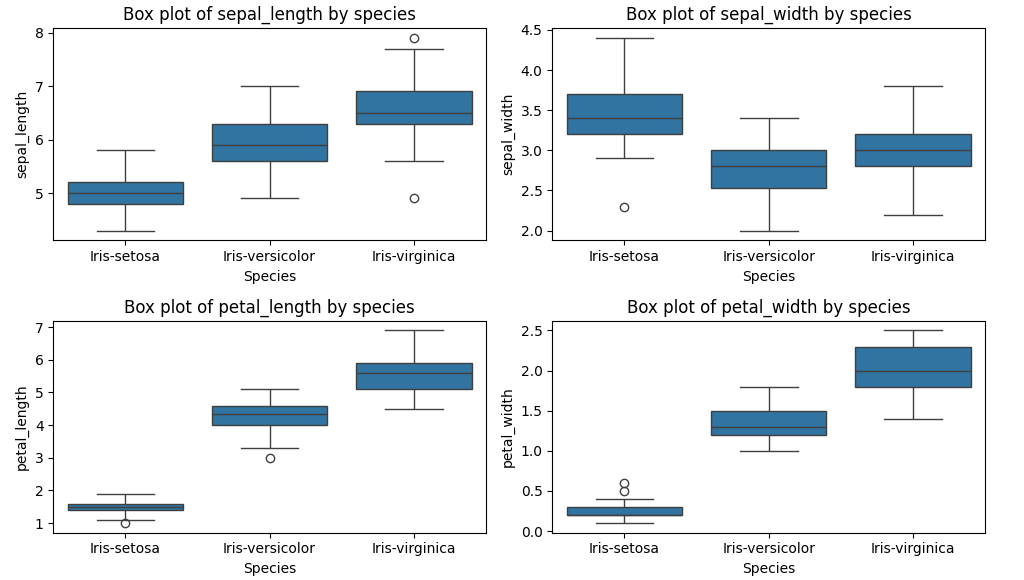 Box plot of sepal_length by species
8
7
6
5
sepal_length
Iris-setosa Iris-versicolor Iris-virginica
Species
Box plot of sepal_width by species
4.5
4.0
3.5
3.0
2.5
2.0
sepal_width
Iris-setosa Iris-versicolor Iris-virginica
Species
Box plot of petal_length by species
7
6
5
4
3
2
1
petal_length
Iris-setosa Iris-versicolor Iris-virginica
Species
Box plot of petal_width by species
2.5
2.0
1.5
1.0
0.5
0.0
petal_width
Iris-setosa Iris-versicolor Iris-virginica
Species